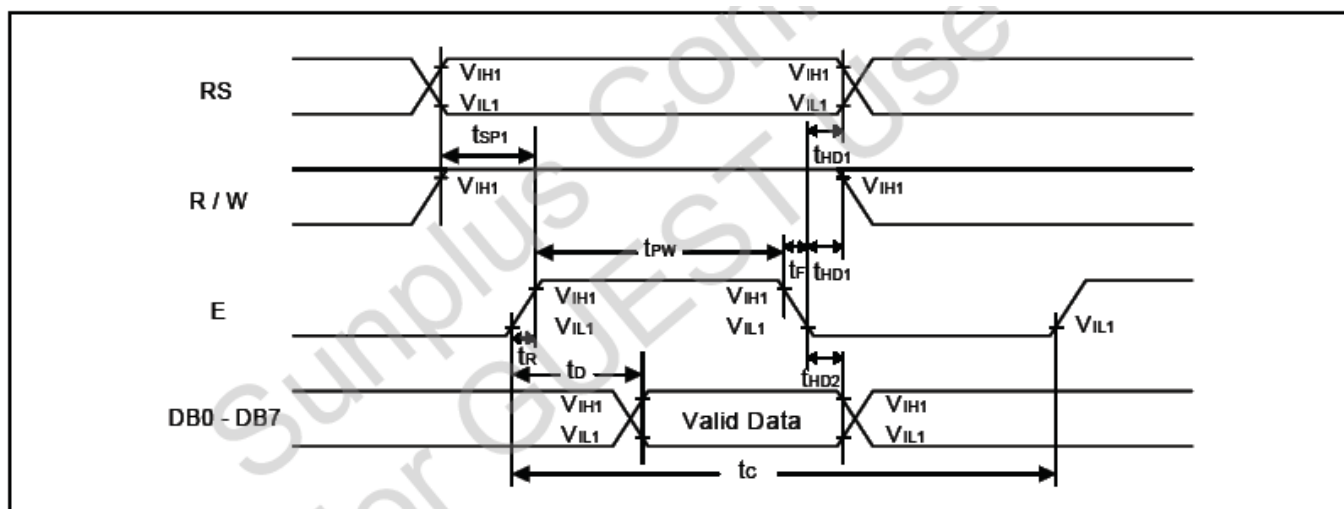 RS
VIH1
VIH1
VIL1
VIL1
tSP1
tHD1
R / W
VIH1
VIH1
tPW
tF
tHD1
E
VIH1
VIH1
VIL1
VIL1
VIL1
tR
tD
tHD2
DB0 - DB7
VIH1
Valid Data
VIH1
VIL1
VIL1
tC
Sunplus Con
for GUEST Use